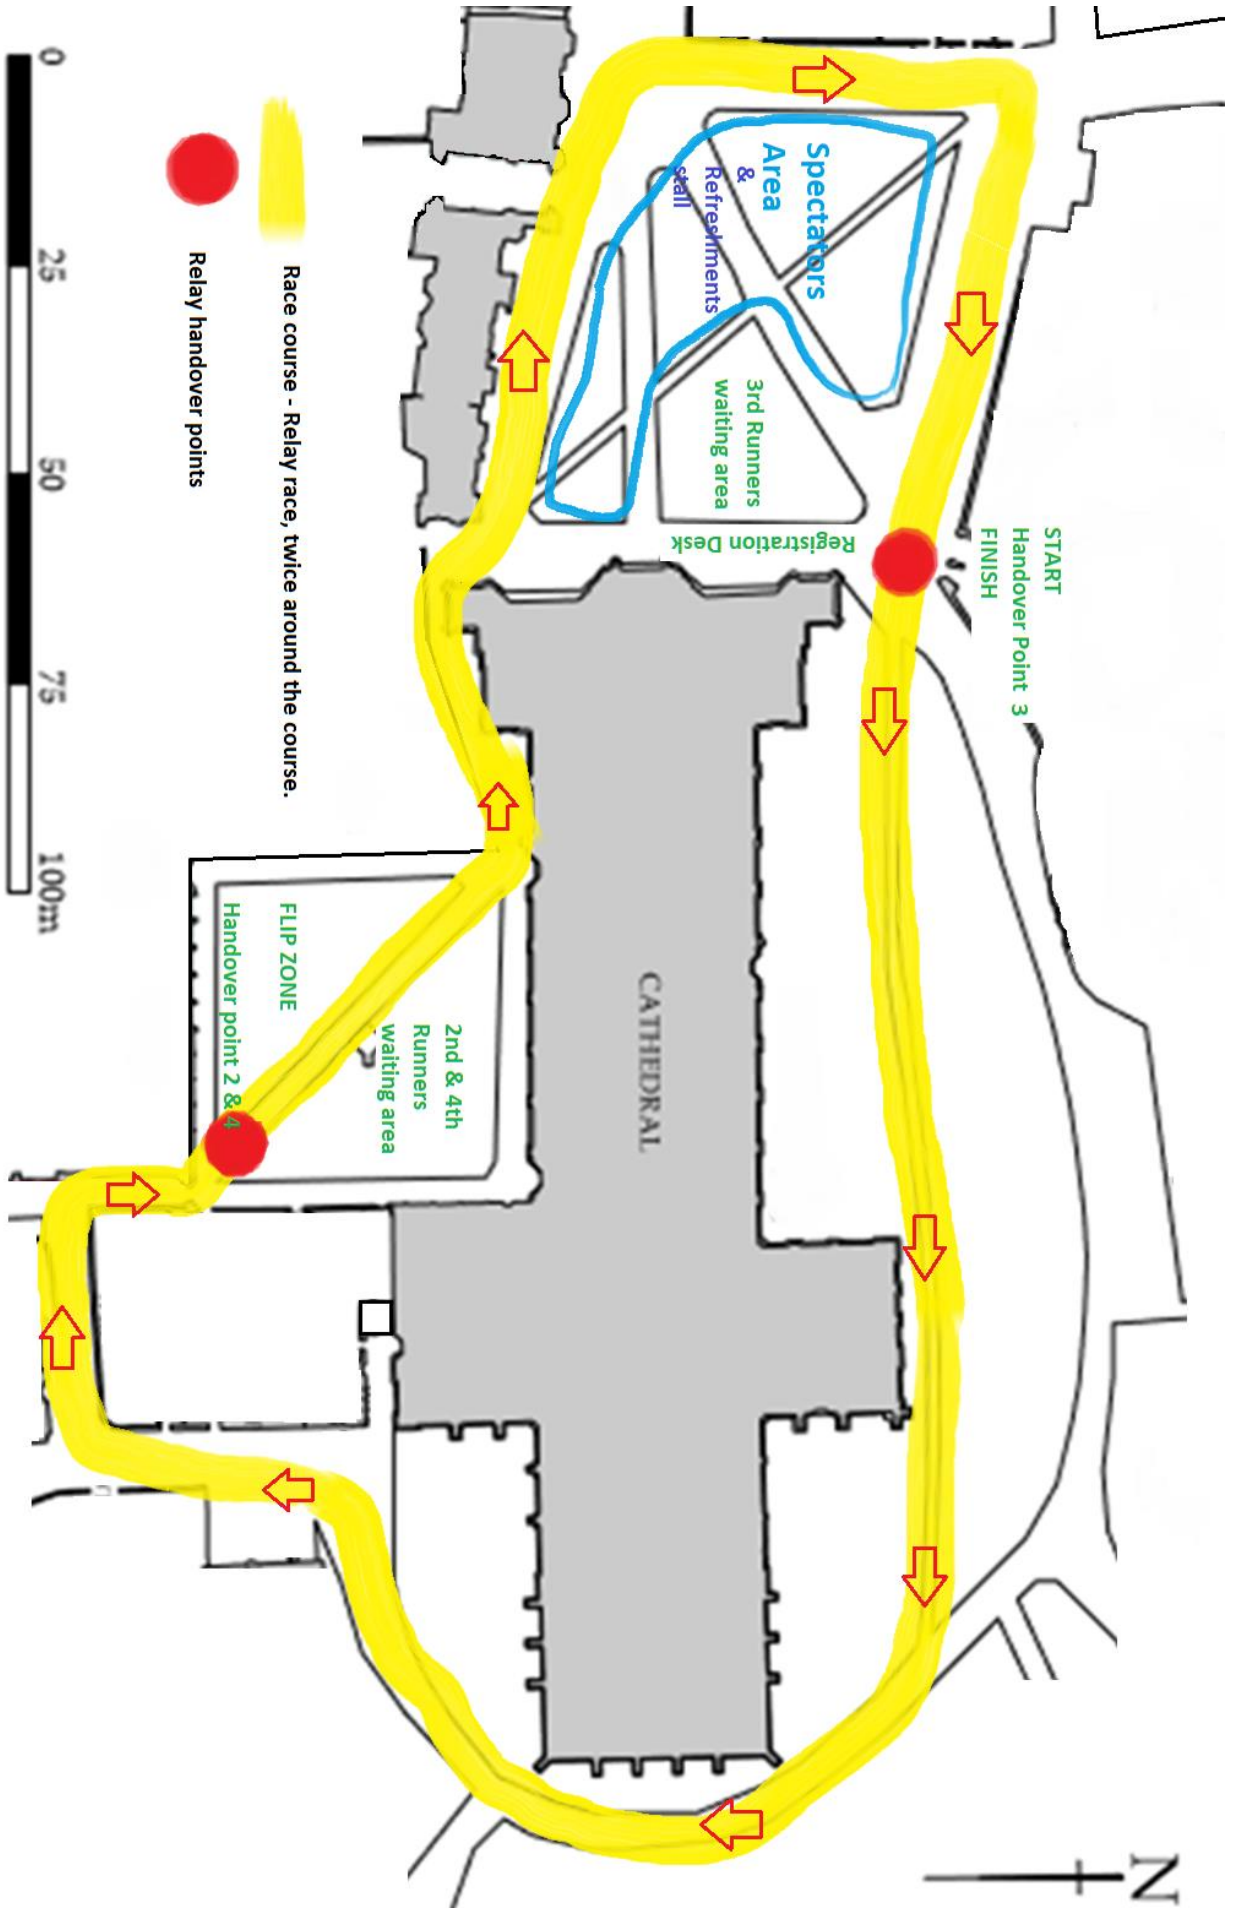 START
Handover Point 3
FINISH
Spectators
Area
&
Refreshments
stall
3rd Runners
waiting area
Registration Desk
CATHEDRAL
2nd & 4th
Runners
waiting area
FLIP ZONE
Handover point 2 & 4
Race course - Relay race, twice around the course.
Relay handover points
0 25 50 75 100m
N